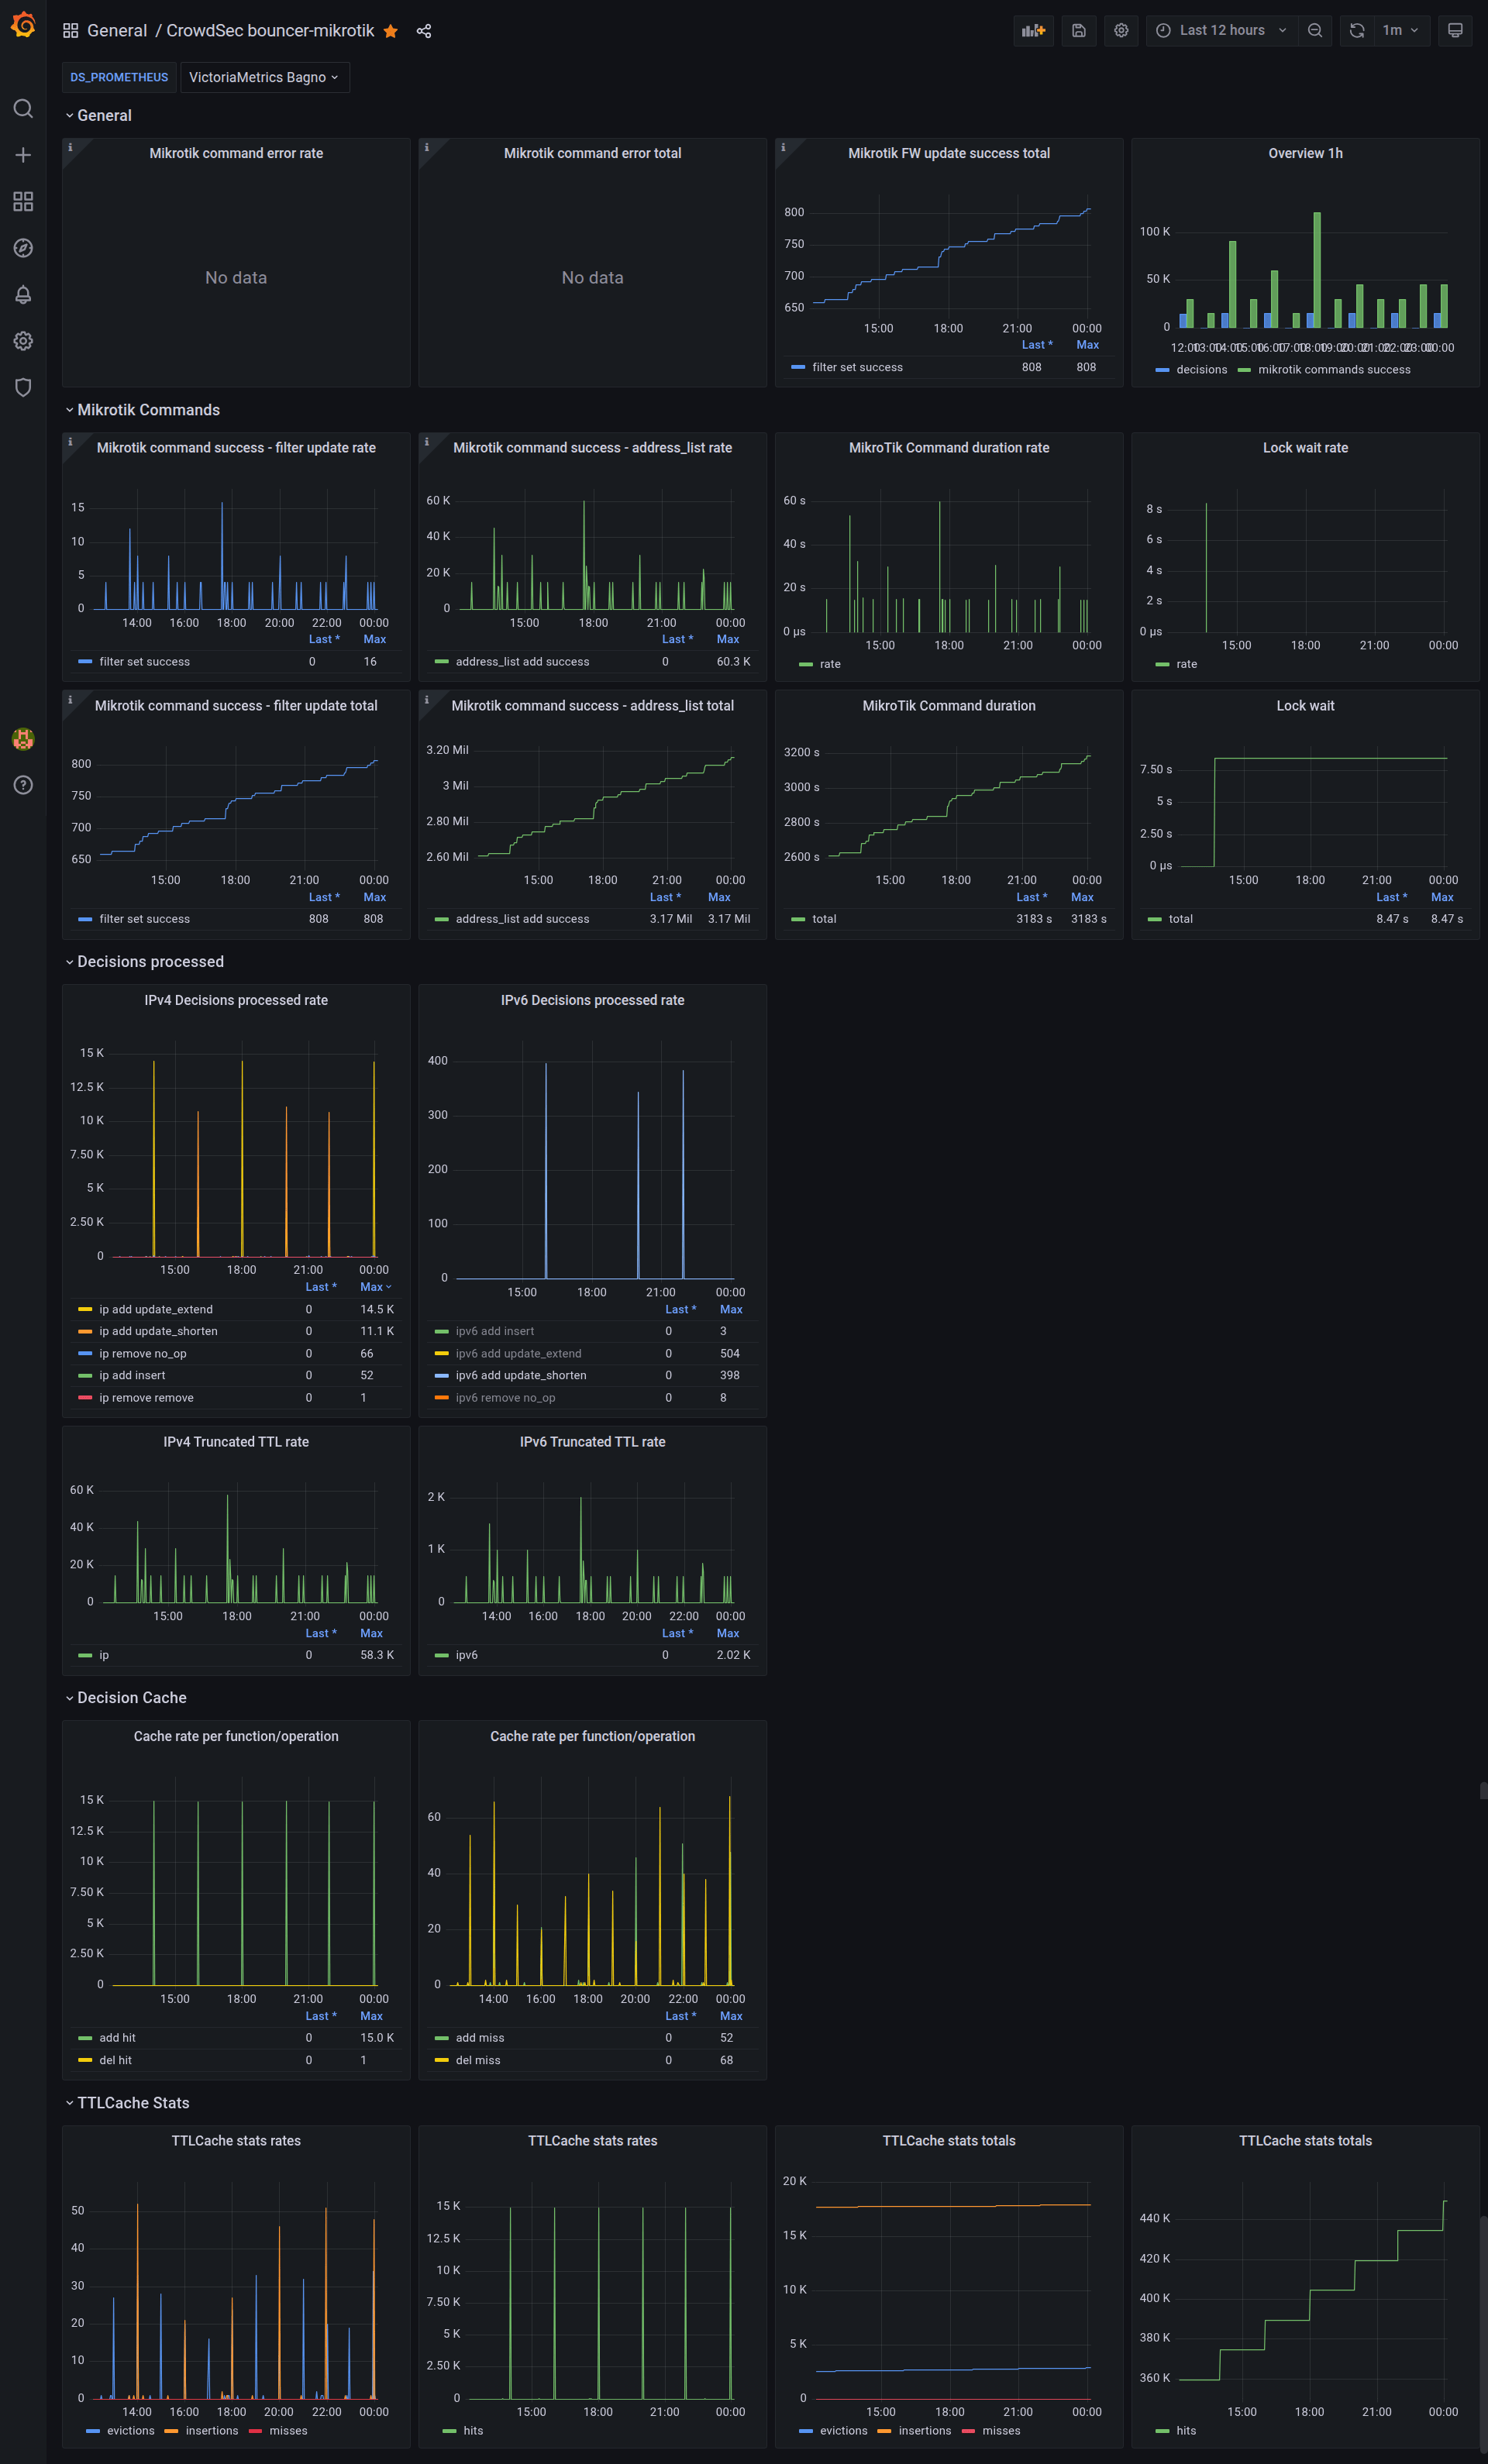 General / CrowdSec bouncer-mikrotik
Last 12 hours
1m
DS_PROMETHEUS VictoriaMetrics Bagno
General
Mikrotik command error rate
No data
Mikrotik command error total
No data
Mikrotik FW update success total
800
750
700
650
15:00 18:00 21:00 00:00
Last * Max
filter set success 808 808
Overview 1h
100 K
50 K
0
12:00 13:00 14:00 15:00 16:00 17:00 18:00 19:00 20:00 21:00 22:00 23:00 00:00
decisions mikrotik commands success
Mikrotik Commands
Mikrotik command success - filter update rate
15
10
5
0
14:00 16:00 18:00 20:00 22:00 00:00
Last * Max
filter set success 0 16
Mikrotik command success - address_list rate
60 K
40 K
20 K
0
15:00 18:00 21:00 00:00
Last * Max
address_list add success 0 60.3 K
MikroTik Command duration rate
60 s
40 s
20 s
0 µs
15:00 18:00 21:00 00:00
rate
Lock wait rate
8 s
6 s
4 s
2 s
0 µs
15:00 18:00 21:00 00:00
rate
Mikrotik command success - filter update total
800
750
700
650
15:00 18:00 21:00 00:00
Last * Max
filter set success 808 808
Mikrotik command success - address_list total
3.20 Mil
3 Mil
2.80 Mil
2.60 Mil
15:00 18:00 21:00 00:00
Last * Max
address_list add success 3.17 Mil 3.17 Mil
MikroTik Command duration
3200 s
3000 s
2800 s
2600 s
15:00 18:00 21:00 00:00
Last * Max
total 3183 s 3183 s
Lock wait
7.50 s
5 s
2.50 s
0 µs
15:00 18:00 21:00 00:00
Last * Max
total 8.47 s 8.47 s
Decisions processed
IPv4 Decisions processed rate
15 K
12.5 K
10 K
7.50 K
5 K
2.50 K
0
15:00 18:00 21:00 00:00
Last * Max
ip add update_extend 0 14.5 K
ip add update_shorten 0 11.1 K
ip remove no_op 0 66
ip add insert 0 52
ip remove remove 0 1
IPv6 Decisions processed rate
400
300
200
100
0
15:00 18:00 21:00 00:00
Last * Max
ipv6 add insert 0 3
ipv6 add update_extend 0 504
ipv6 add update_shorten 0 398
ipv6 remove no_op 0 8
IPv4 Truncated TTL rate
60 K
40 K
20 K
0
15:00 18:00 21:00 00:00
Last * Max
ip 0 58.3 K
IPv6 Truncated TTL rate
2 K
1 K
0
14:00 16:00 18:00 20:00 22:00 00:00
Last * Max
ipv6 0 2.02 K
Decision Cache
Cache rate per function/operation
15 K
12.5 K
10 K
7.50 K
5 K
2.50 K
0
15:00 18:00 21:00 00:00
Last * Max
add hit 0 15.0 K
del hit 0 1
Cache rate per function/operation
60
40
20
0
14:00 16:00 18:00 20:00 22:00 00:00
Last * Max
add miss 0 52
del miss 0 68
TTLCache Stats
TTLCache stats rates
50
40
30
20
10
0
14:00 16:00 18:00 20:00 22:00 00:00
evictions insertions misses
TTLCache stats rates
15 K
12.5 K
10 K
7.50 K
5 K
2.50 K
0
15:00 18:00 21:00 00:00
hits
TTLCache stats totals
20 K
15 K
10 K
5 K
0
15:00 18:00 21:00 00:00
evictions insertions misses
TTLCache stats totals
440 K
420 K
400 K
380 K
360 K
15:00 18:00 21:00 00:00
hits